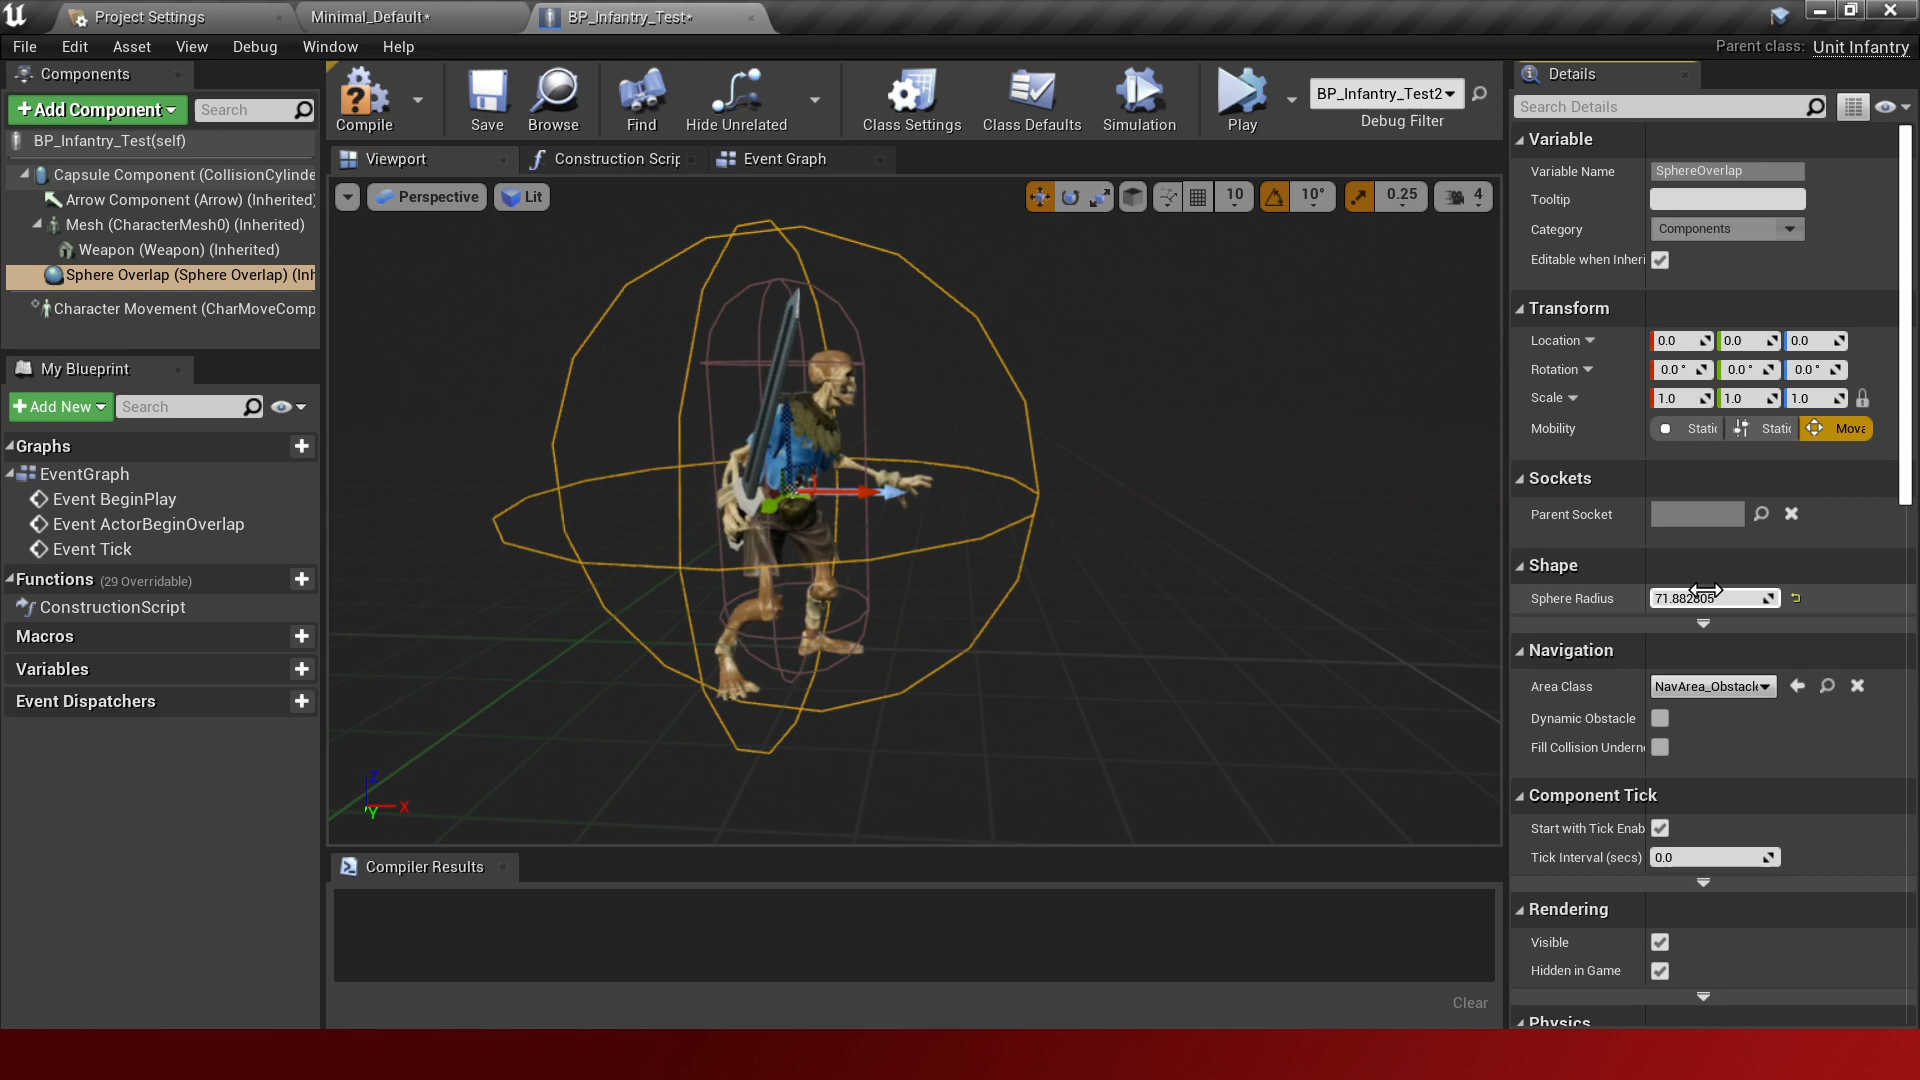 Project Settings
Minimal_Default*
BP_Infantry_Test*
File Edit Asset View Debug Window Help
Parent class: Unit Infantry
Components
+Add Component
Search
BP_Infantry_Test(self)
Capsule Component (CollisionCylinde
Arrow Component (Arrow) (Inherited)
Mesh (CharacterMesh0) (Inherited)
Weapon (Weapon) (Inherited)
Sphere Overlap (Sphere Overlap) (Inh
Character Movement (CharMoveComp
My Blueprint
+Add New
Search
Graphs
EventGraph
Event BeginPlay
Event ActorBeginOverlap
Event Tick
Functions (29 Overridable)
ConstructionScript
Macros
Variables
Event Dispatchers
Compile
Save
Browse
Find
Hide Unrelated
Class Settings
Class Defaults
Simulation
Play
BP_Infantry_Test2
Debug Filter
Viewport
Construction Scrip
Event Graph
Perspective
Lit
10
10°
0.25
4
Z
X
Y
Compiler Results
Clear
Details
Search Details
Variable
Variable Name SphereOverlap
Tooltip
Category Components
Editable when Inheri
Transform
Location 0.0 0.0 0.0
Rotation 0.0 ° 0.0 ° 0.0 °
Scale 1.0 1.0 1.0
Mobility Static Static Mova
Sockets
Parent Socket
Shape
Sphere Radius 71.882805
Navigation
Area Class NavArea_Obstacle
Dynamic Obstacle
Fill Collision Underne
Component Tick
Start with Tick Enab
Tick Interval (secs) 0.0
Rendering
Visible
Hidden in Game
Physics